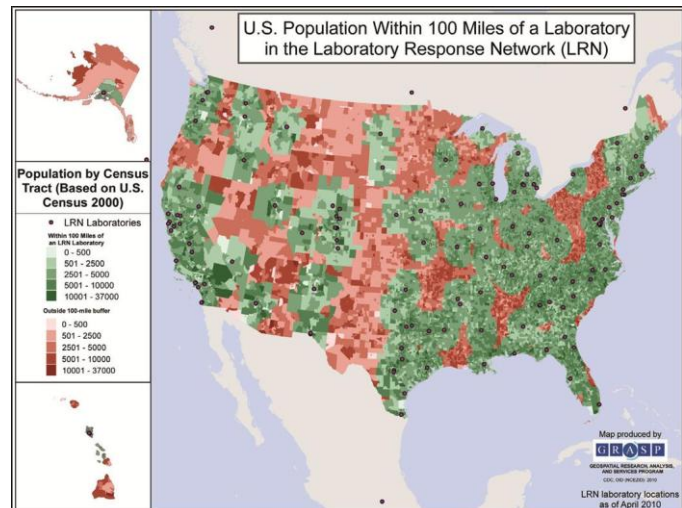 U.S. Population Within 100 Miles of a Laboratory
in the Laboratory Response Network (LRN)
Population by Census
Tract (Based on U.S.
Census 2000)
LRN Laboratories
Within 100 Miles of
an LRN Laboratory
0 - 500
501 - 2500
2501 - 5000
5001 - 10000
10001 - 37000
Outside 100-mile buffer
0 - 500
501 - 2500
2501 - 5000
5001 - 10000
10001 - 37000
Map produced by
GRASP
GEOSPATIAL RESEARCH, ANALYSIS,
AND SERVICES PROGRAM
LRN laboratory locations
as of April 2010